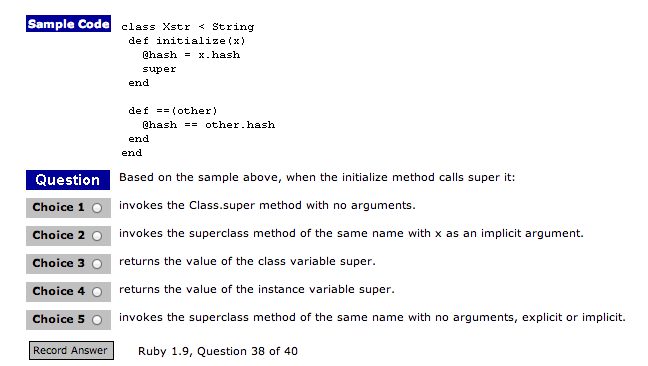 Sample Code
class Xstr < String
def initialize(x)
@hash = x.hash
super
end
def ==(other)
@hash == other.hash
end
end
Question Based on the sample above, when the initialize method calls super it:
Choice 1 invokes the Class.super method with no arguments.
Choice 2 invokes the superclass method of the same name with x as an implicit argument.
Choice 3 returns the value of the class variable super.
Choice 4 returns the value of the instance variable super.
Choice 5 invokes the superclass method of the same name with no arguments, explicit or implicit.
Record Answer Ruby 1.9, Question 38 of 40